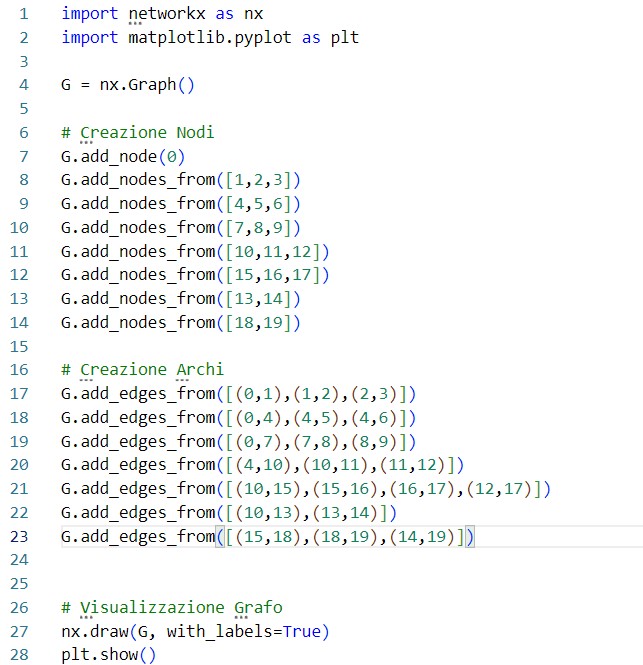 1 import networkx as nx
2 import matplotlib.pyplot as plt
3
4 G = nx.Graph()
5
6 # Creazione Nodi
7 G.add_node(0)
8 G.add_nodes_from([1,2,3])
9 G.add_nodes_from([4,5,6])
10 G.add_nodes_from([7,8,9])
11 G.add_nodes_from([10,11,12])
12 G.add_nodes_from([15,16,17])
13 G.add_nodes_from([13,14])
14 G.add_nodes_from([18,19])
15
16 # Creazione Archi
17 G.add_edges_from([(0,1),(1,2),(2,3)])
18 G.add_edges_from([(0,4),(4,5),(4,6)])
19 G.add_edges_from([(0,7),(7,8),(8,9)])
20 G.add_edges_from([(4,10),(10,11),(11,12)])
21 G.add_edges_from([(10,15),(15,16),(16,17),(12,17)])
22 G.add_edges_from([(10,13),(13,14)])
23 G.add_edges_from([(15,18),(18,19),(14,19)])
24
25
26 # Visualizzazione Grafo
27 nx.draw(G, with_labels=True)
28 plt.show()